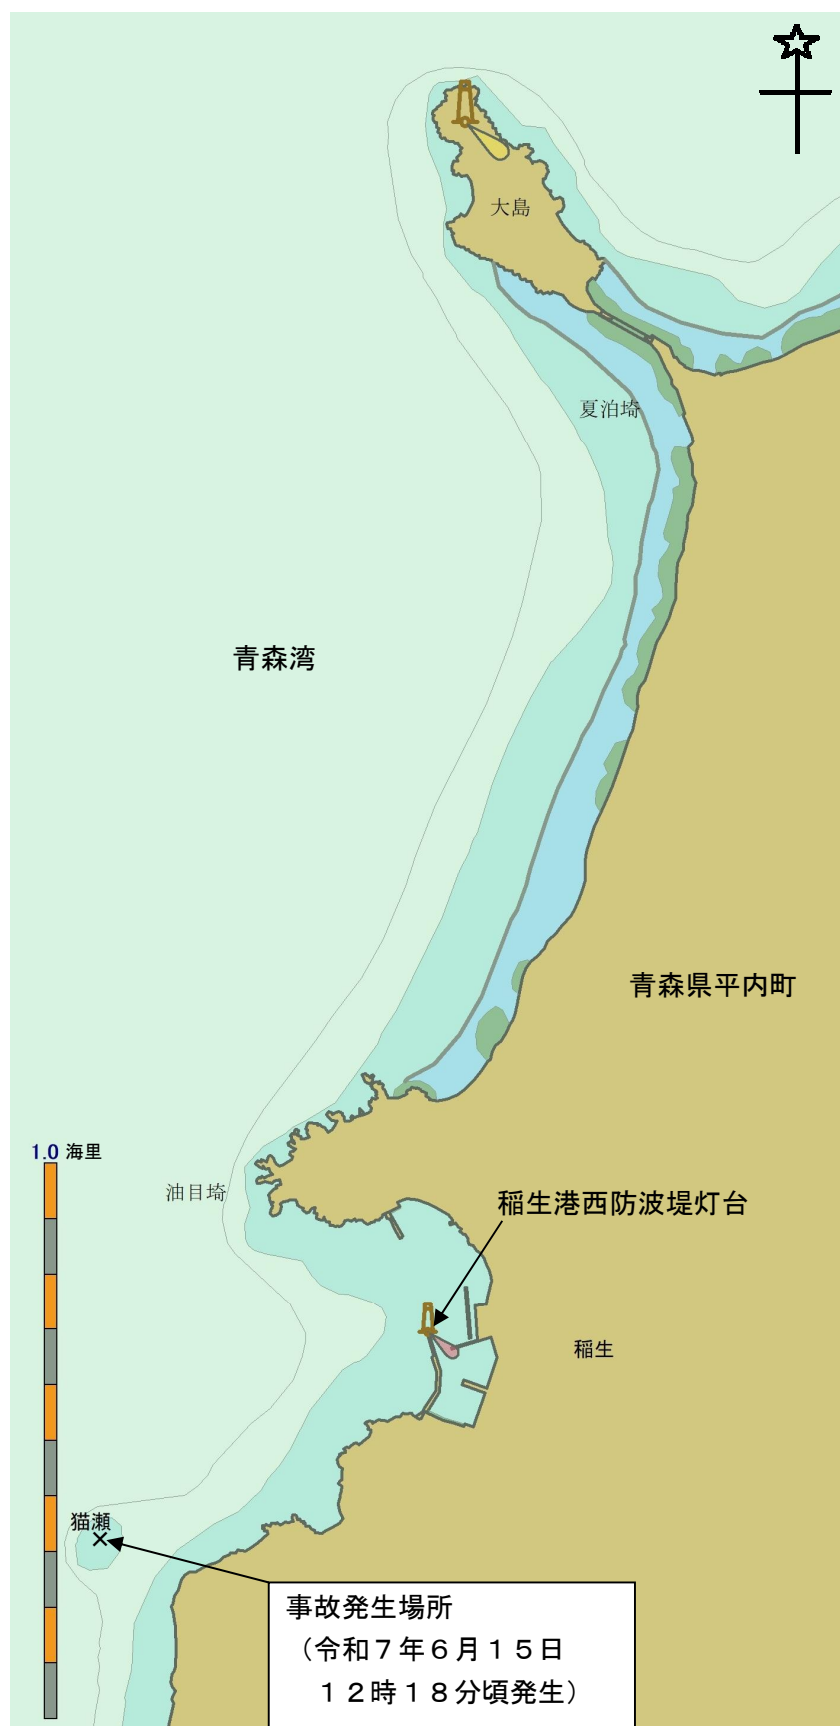 大島
夏泊埼
青森湾
青森県平内町
1.0 海里
油目埼
稲生港西防波堤灯台
稲生
猫瀬
事故発生場所
（令和７年６月１５日
１２時１８分頃発生）